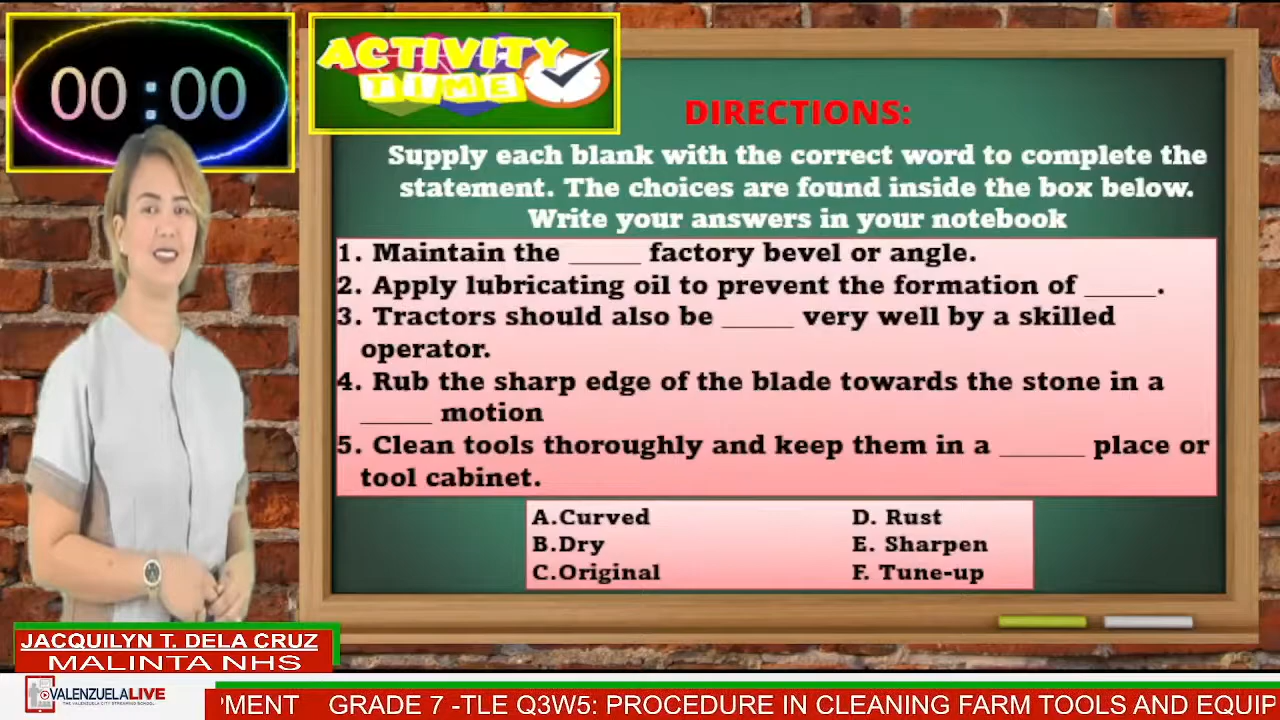 00:00
ACTIVITY
TIME
DIRECTIONS:
Supply each blank with the correct word to complete the
statement. The choices are found inside the box below.
Write your answers in your notebook
1. Maintain the _____ factory bevel or angle.
2. Apply lubricating oil to prevent the formation of _____.
3. Tractors should also be _____ very well by a skilled
operator.
4. Rub the sharp edge of the blade towards the stone in a
_____ motion
5. Clean tools thoroughly and keep them in a ______ place or
tool cabinet.
A.Curved
B.Dry
C.Original
D. Rust
E. Sharpen
F. Tune-up
JACQUILYN T. DELA CRUZ
MALINTA NHS
VALENZUELALIVE
THE VALENZUELA CITY STREAMING SCHOOL
'MENT GRADE 7 -TLE Q3W5: PROCEDURE IN CLEANING FARM TOOLS AND EQUIP